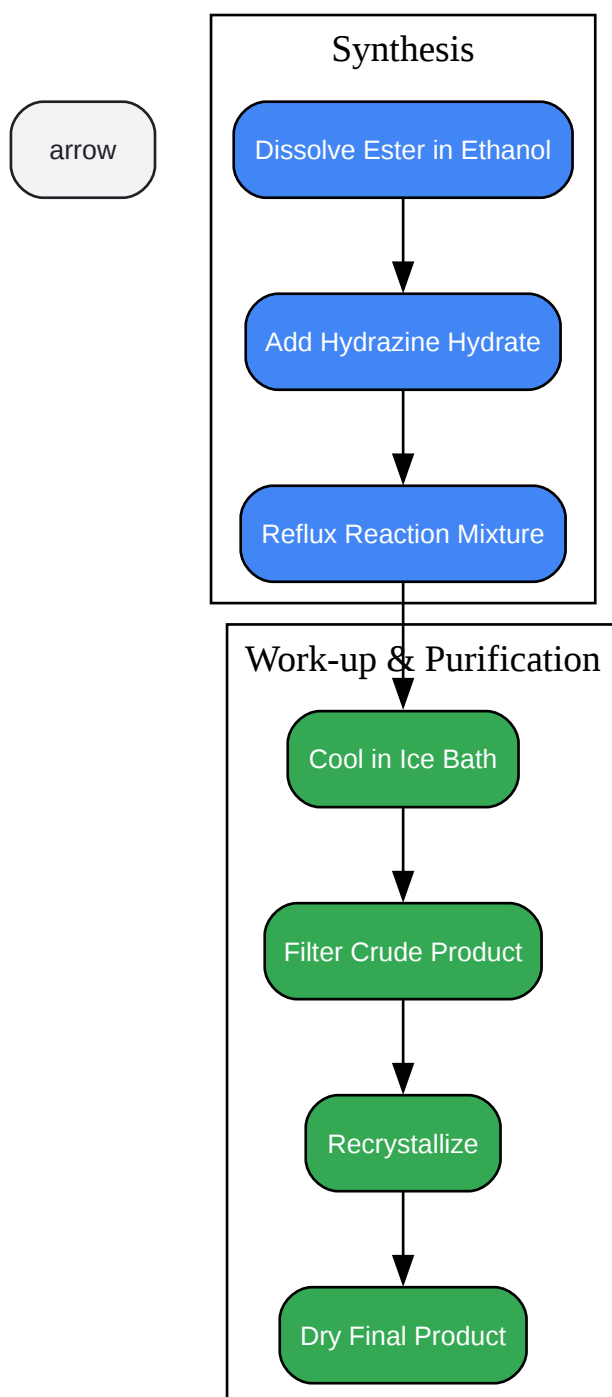 Synthesis
arrow
Dissolve Ester in Ethanol
Add Hydrazine Hydrate
Reflux Reaction Mixture
Work-up & Purification
Cool in Ice Bath
Filter Crude Product
Recrystallize
Dry Final Product